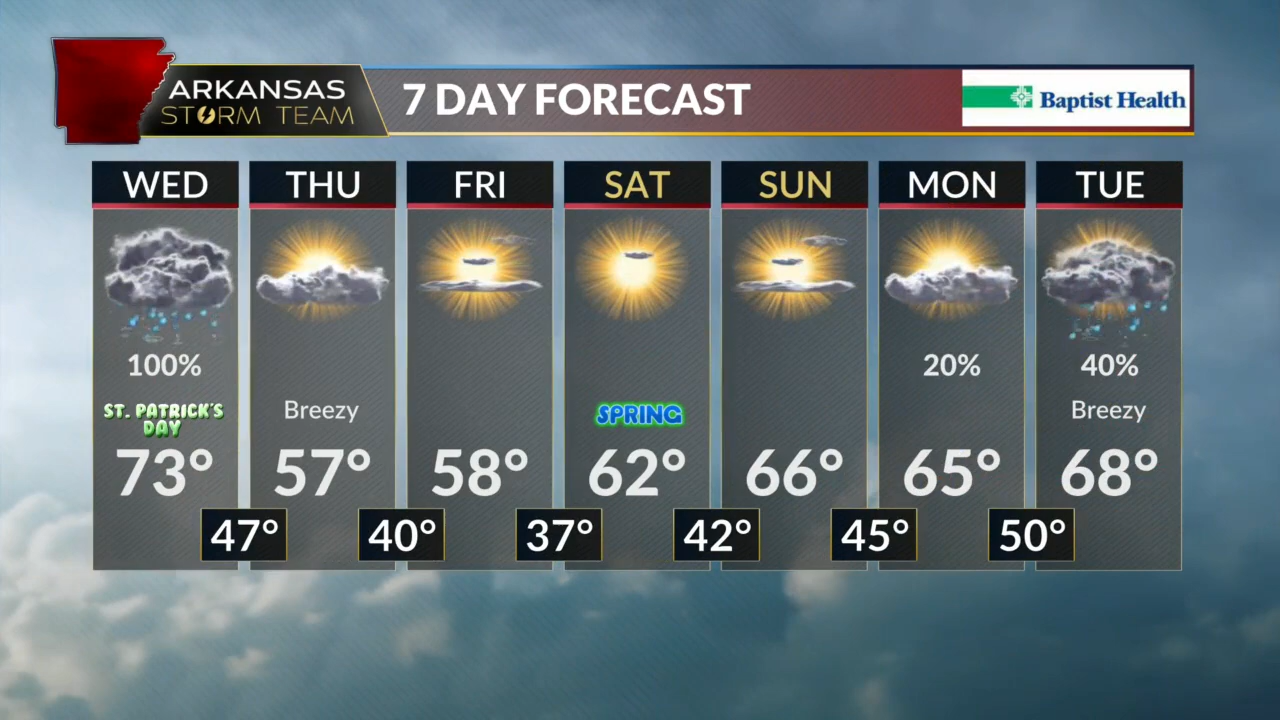 ARKANSAS
STORM TEAM
7 DAY FORECAST
Baptist Health
WED THU FRI SAT SUN MON TUE
100% 20% 40%
ST. PATRICK'S
DAY
Breezy SPRING Breezy
73° 57° 58° 62° 66° 65° 68°
47° 40° 37° 42° 45° 50°